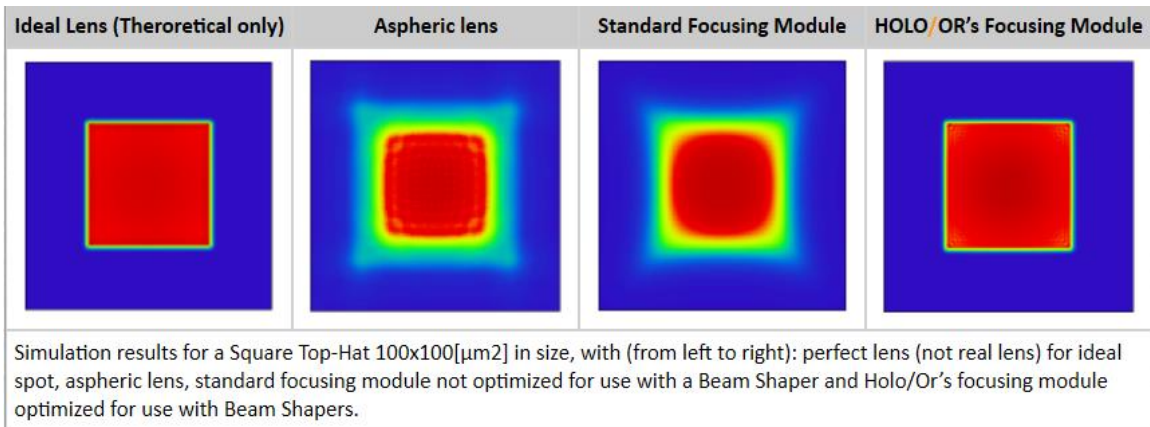 Ideal Lens (Theroretical only) Aspheric lens Standard Focusing Module HOLO/OR's Focusing Module
Simulation results for a Square Top-Hat 100x100[µm2] in size, with (from left to right): perfect lens (not real lens) for ideal
spot, aspheric lens, standard focusing module not optimized for use with a Beam Shaper and Holo/Or's focusing module
optimized for use with Beam Shapers.